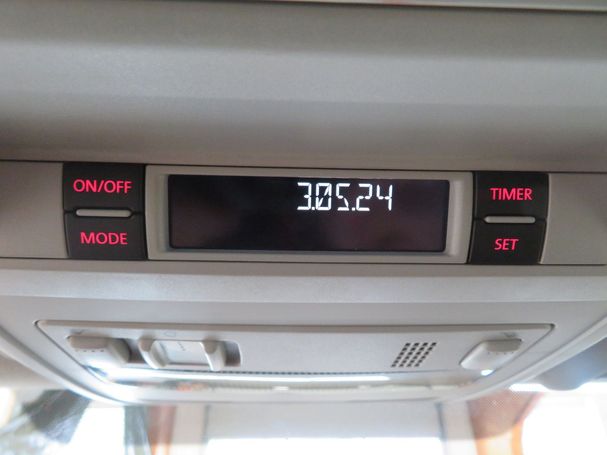 ON/OFF
MODE
3.05.24
TIMER
SET